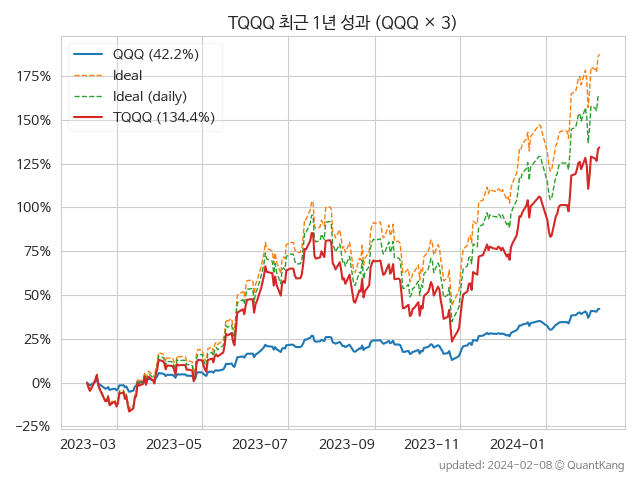 TQQQ 최근 1년 성과 (QQQ × 3)
QQQ (42.2%)
Ideal
Ideal (daily)
TQQQ (134.4%)
175%
150%
125%
100%
75%
50%
25%
0%
−25%
2023−03 2023−05 2023−07 2023−09 2023−11 2024−01
updated: 2024-02-08 © QuantKang